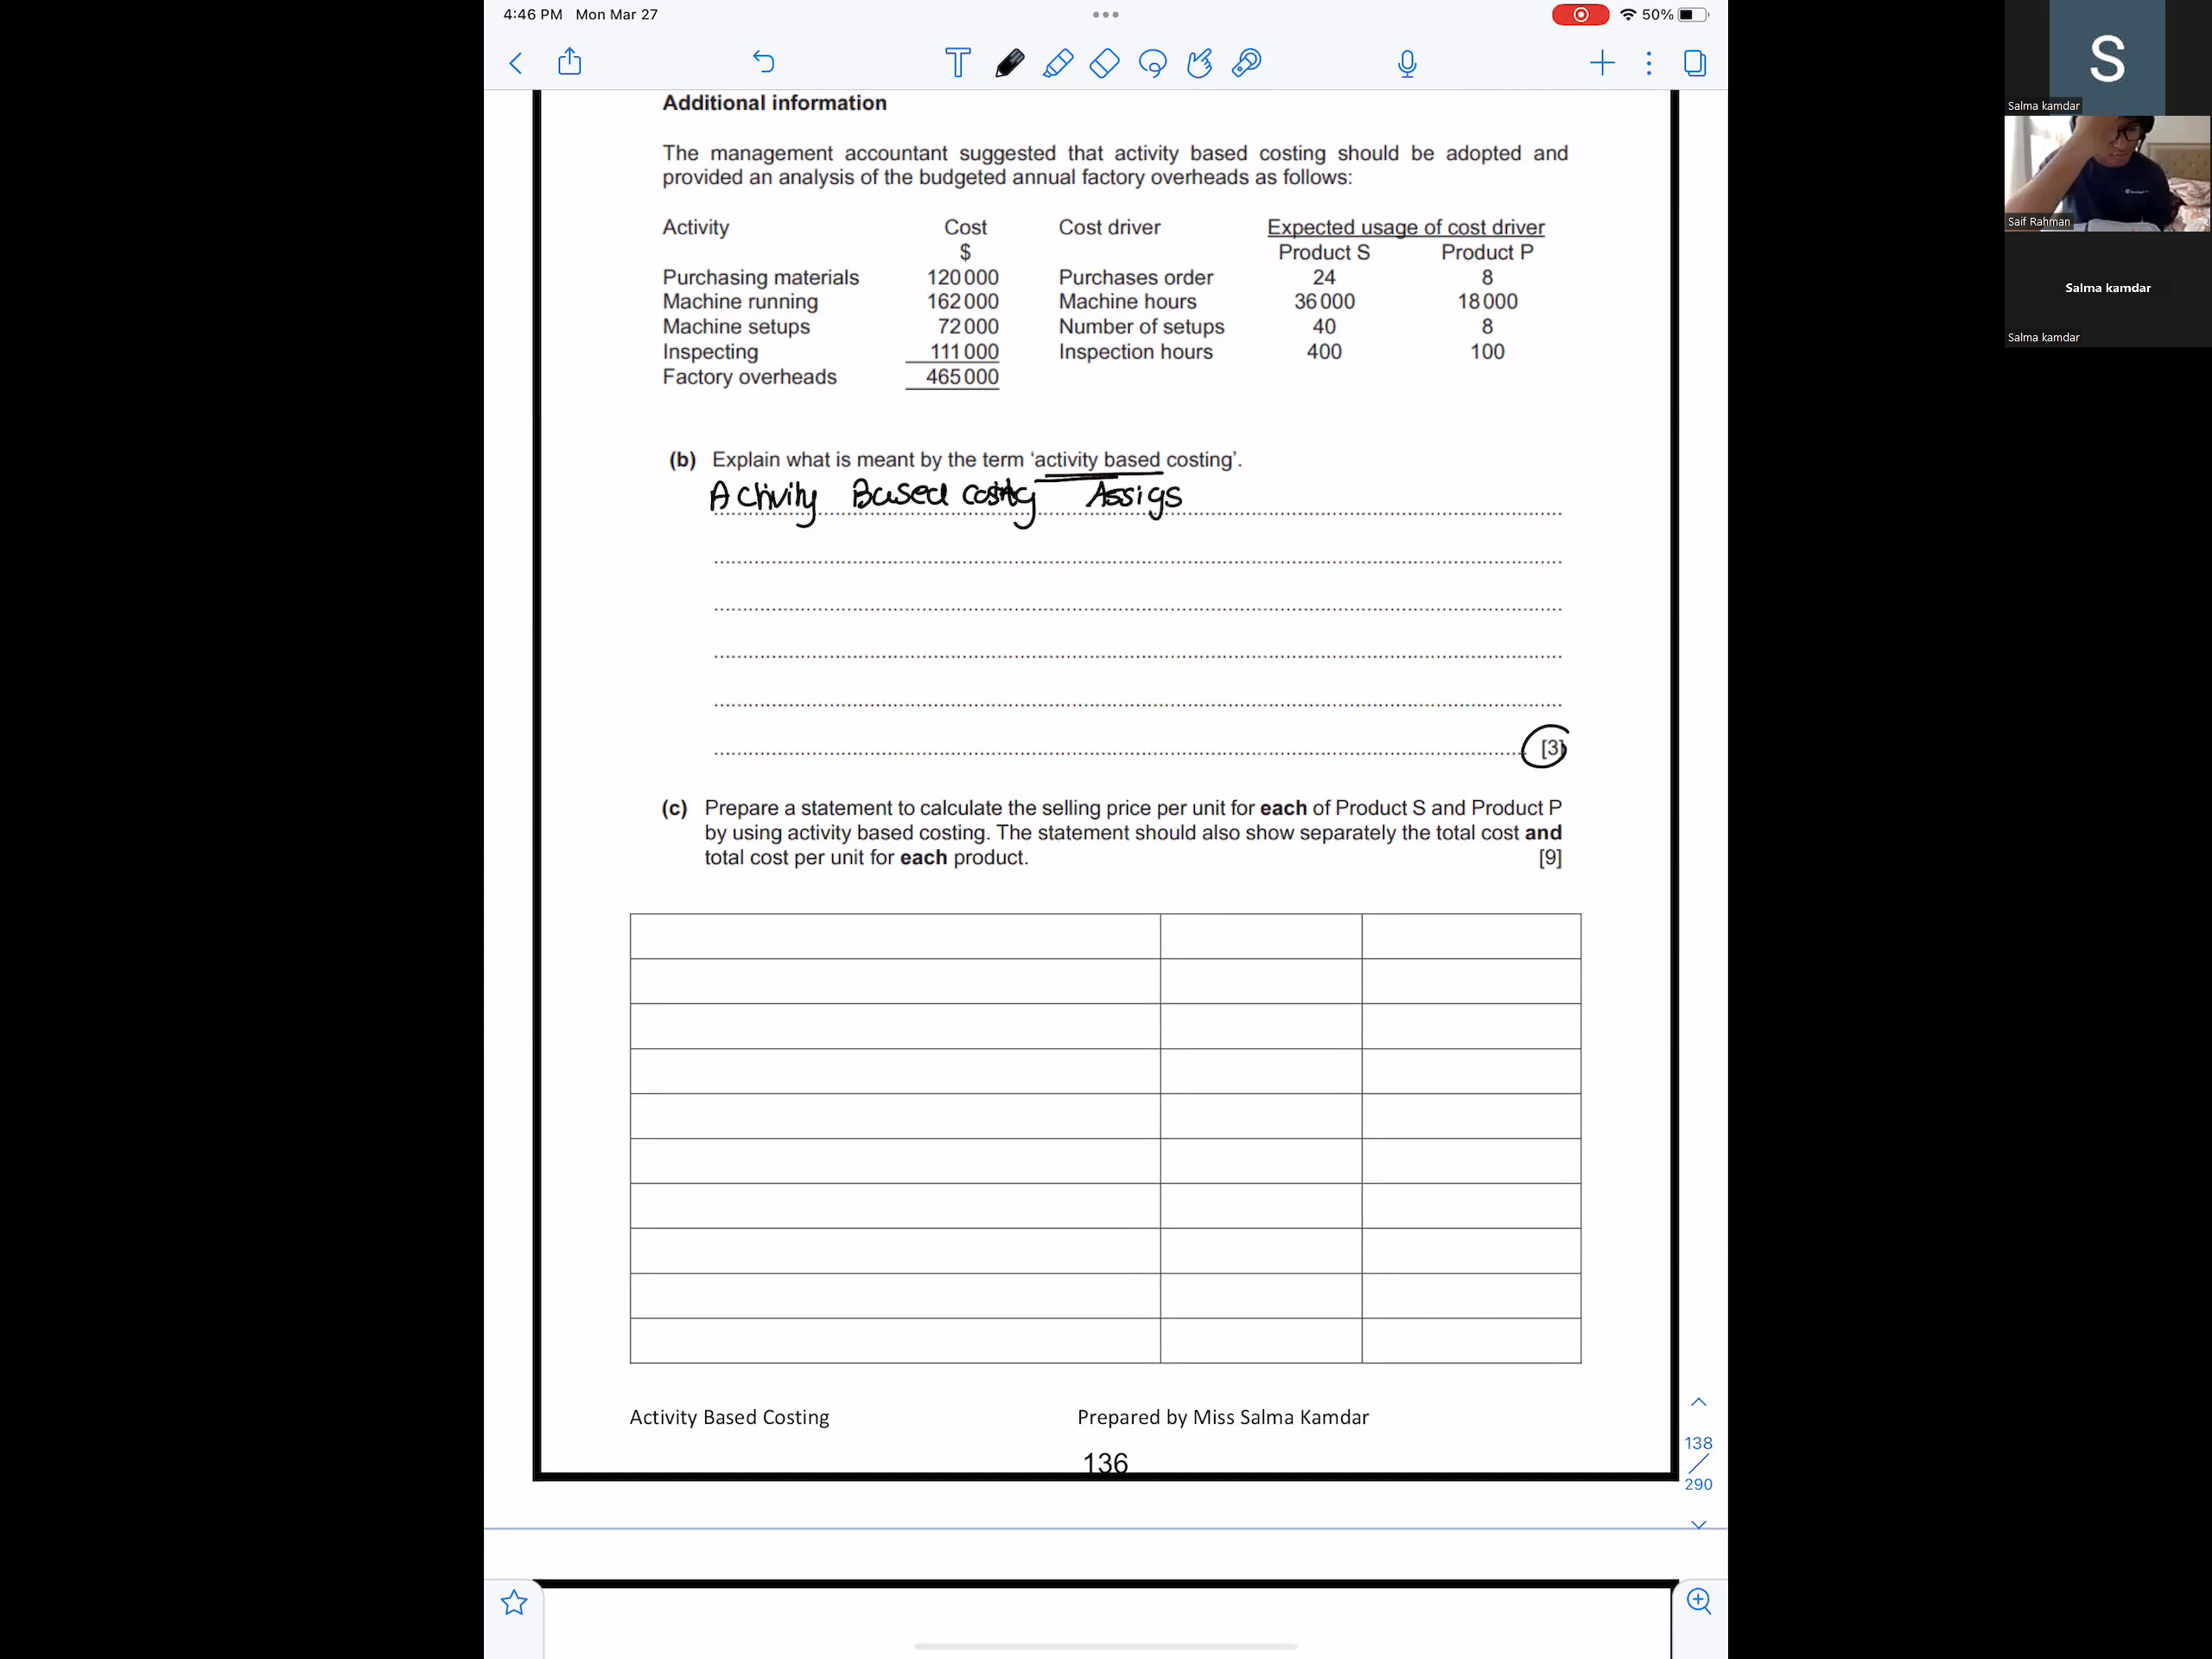 4:46 PM Mon Mar 27
50%
T
S
Salma kamdar
Saif Rahman
Salma kamdar
Salma kamdar
Additional information
The management accountant suggested that activity based costing should be adopted and
provided an analysis of the budgeted annual factory overheads as follows:
Activity Cost Cost driver Expected usage of cost driver
$ Product S Product P
Purchasing materials 120 000 Purchases order 24 8
Machine running 162 000 Machine hours 36 000 18 000
Machine setups 72 000 Number of setups 40 8
Inspecting 111 000 Inspection hours 400 100
Factory overheads 465 000
(b) Explain what is meant by the term ‘activity based costing’.
Activity Based costing Assigs
[3]
(c) Prepare a statement to calculate the selling price per unit for each of Product S and Product P
by using activity based costing. The statement should also show separately the total cost and
total cost per unit for each product. [9]
Activity Based Costing Prepared by Miss Salma Kamdar
136
138
290